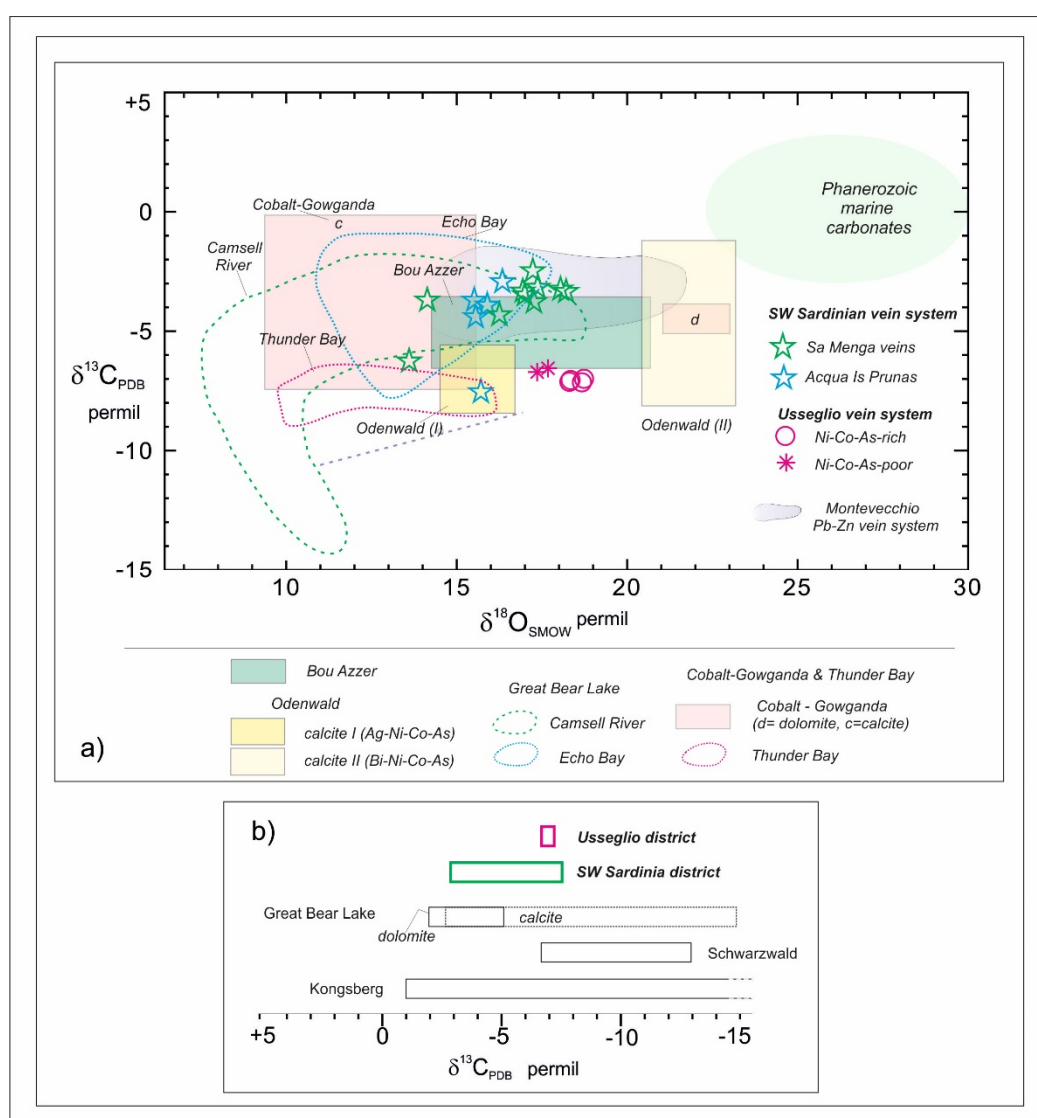 +5
0
-5
-10
-15
δ13CPDB
permil
10
15
20
25
30
δ18OSMOW permil
Cobalt-Gowganda
c
Echo Bay
Camsell
River
Bou Azzer
Thunder Bay
Odenwald (I)
d
Odenwald (II)
Phanerozoic
marine
carbonates
SW Sardinian vein system
Sa Menga veins
Acqua Is Prunas
Usseglio vein system
Ni-Co-As-rich
Ni-Co-As-poor
Montevecchio
Pb-Zn vein system
a)
Bou Azzer
Odenwald
calcite I (Ag-Ni-Co-As)
calcite II (Bi-Ni-Co-As)
Great Bear Lake
Camsell River
Echo Bay
Cobalt-Gowganda & Thunder Bay
Cobalt - Gowganda
(d= dolomite, c=calcite)
Thunder Bay
b)
Usseglio district
SW Sardinia district
Great Bear Lake
calcite
dolomite
Schwarzwald
Kongsberg
+5
0
-5
-10
-15
δ13CPDB permil